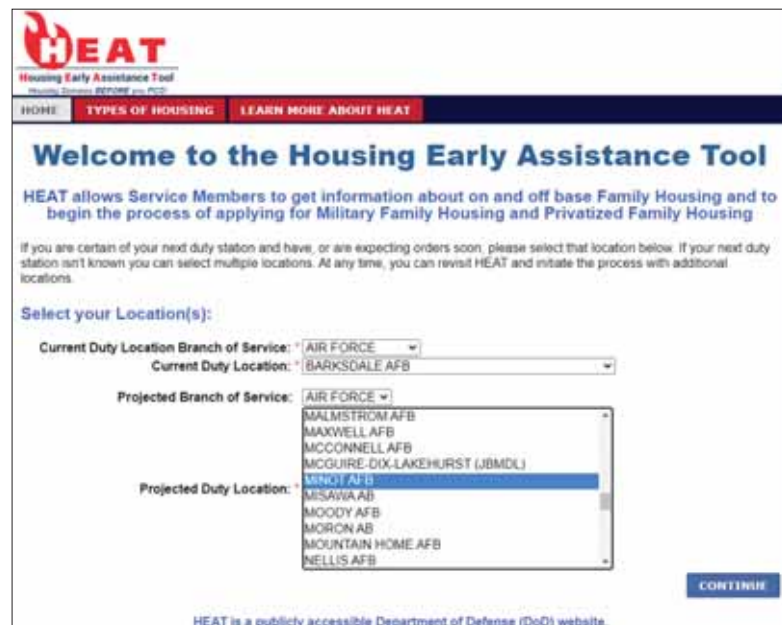 HEAT
Housing Early Assistance Tool
Housing Services BEFORE you PCS!
HOME TYPES OF HOUSING LEARN MORE ABOUT HEAT
Welcome to the Housing Early Assistance Tool
HEAT allows Service Members to get information about on and off base Family Housing and to
begin the process of applying for Military Family Housing and Privatized Family Housing
If you are certain of your next duty station and have, or are expecting orders soon, please select that location below. If your next duty
station isn't known you can select multiple locations. At any time, you can revisit HEAT and initiate the process with additional
locations.
Select your Location(s):
Current Duty Location Branch of Service: * AIR FORCE
Current Duty Location: * BARKSDALE AFB
Projected Branch of Service: AIR FORCE
MALMSTROM AFB
MAXWELL AFB
MCCONNELL AFB
MCGUIRE-DIX-LAKEHURST (JBMDL)
Projected Duty Location: * MINOT AFB
MISAWA AB
MOODY AFB
MORON AB
MOUNTAIN HOME AFB
NELLIS AFB
CONTINUE
HEAT is a publicly accessible Department of Defense (DoD) website.